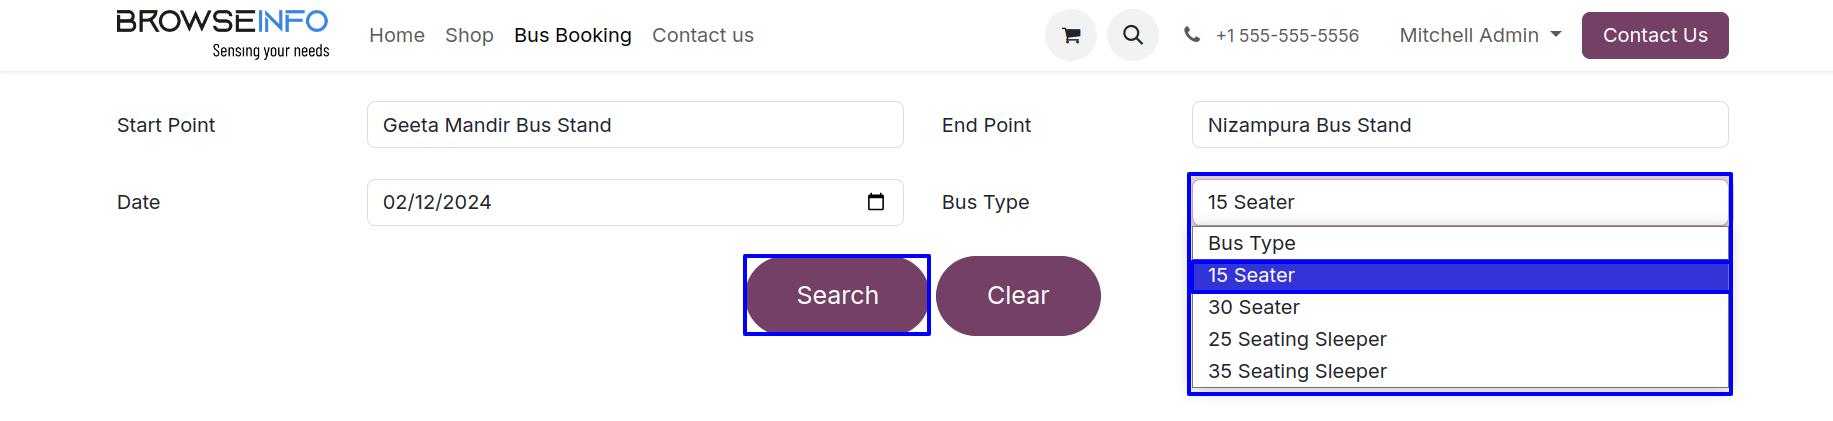 BROWSEINFO
Sensing your needs
Home Shop Bus Booking Contact us +1 555-555-5556 Mitchell Admin Contact Us
Start Point Geeta Mandir Bus Stand End Point Nizampura Bus Stand
Date 02/12/2024 Bus Type 15 Seater
Bus Type
15 Seater
Search Clear
30 Seater
25 Seating Sleeper
35 Seating Sleeper